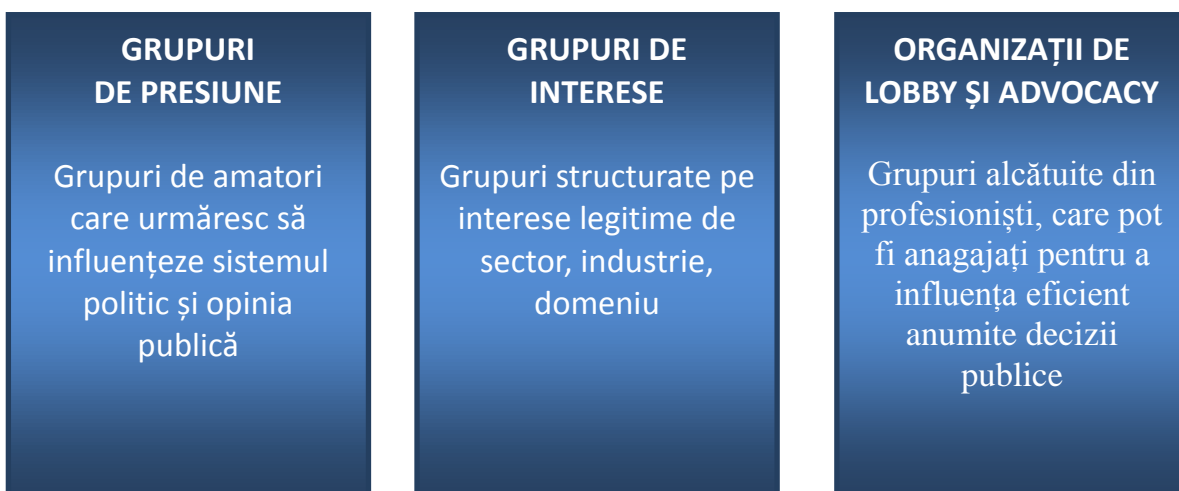 GRUPURI
DE PRESIUNE
Grupuri de amatori
care urmăresc să
influențeze sistemul
politic și opinia
publică
GRUPURI DE
INTERESE
Grupuri structurate pe
interese legitime de
sector, industrie,
domeniu
ORGANIZAȚII DE
LOBBY ȘI ADVOCACY
Grupuri alcătuite din
profesioniști, care pot
fi anagajați pentru a
influența eficient
anumite decizii
publice